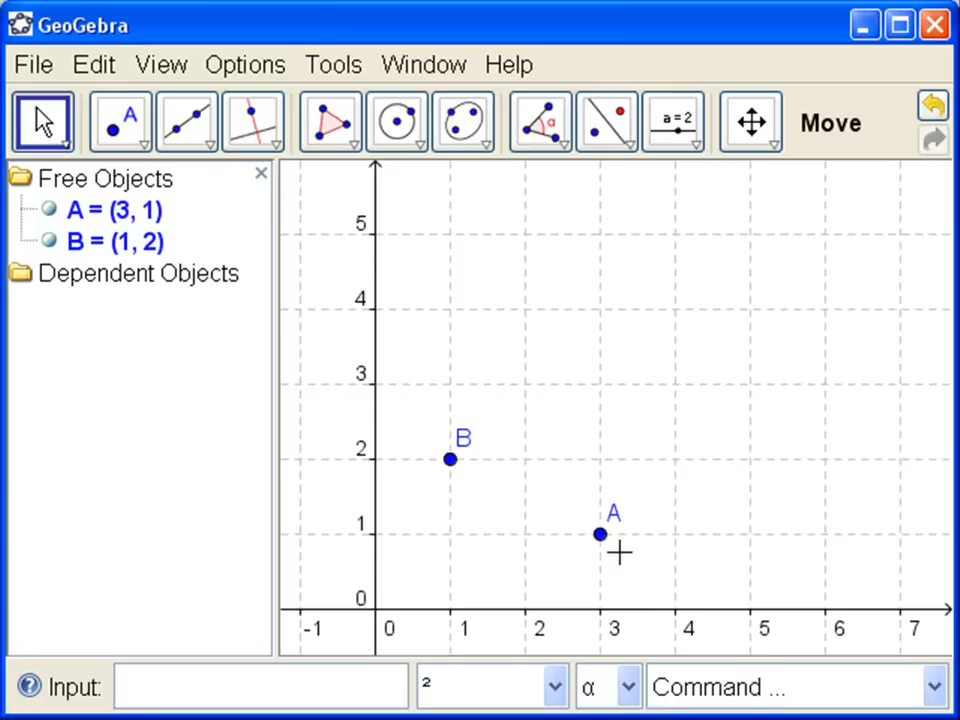 GeoGebra
File Edit View Options Tools Window Help
A α a = 2 Move
Free Objects
A = (3, 1)
B = (1, 2)
Dependent Objects
5
4
3
2
1
0
B
A
-1 0 1 2 3 4 5 6 7
Input: ² α Command ...